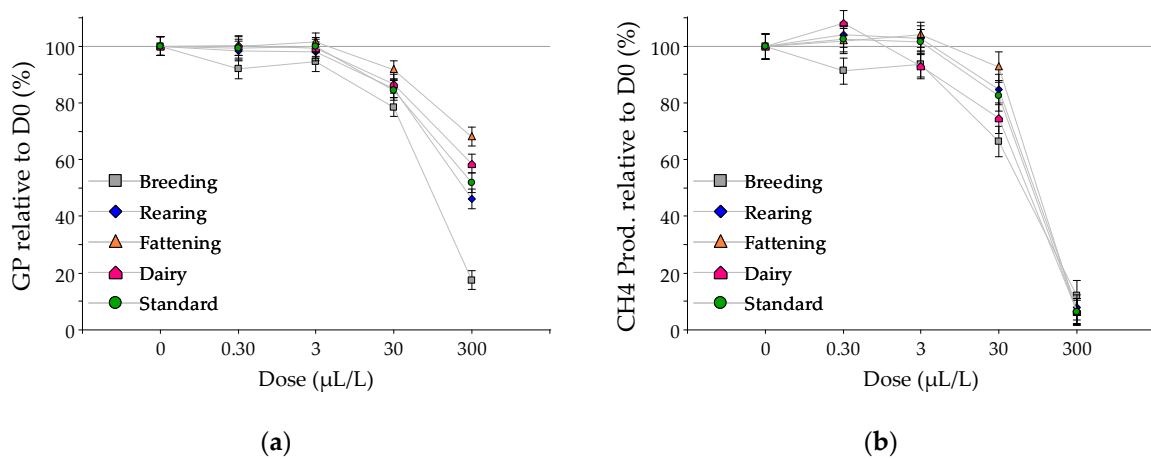 GP relative to D0 (%)
100
80
60
40
20
0
Breeding
Rearing
Fattening
Dairy
Standard
0 0.30 3 30 300
Dose (µL/L)
(a)
CH4 Prod. relative to D0 (%)
100
80
60
40
20
0
Breeding
Rearing
Fattening
Dairy
Standard
0 0.30 3 30 300
Dose (µL/L)
(b)